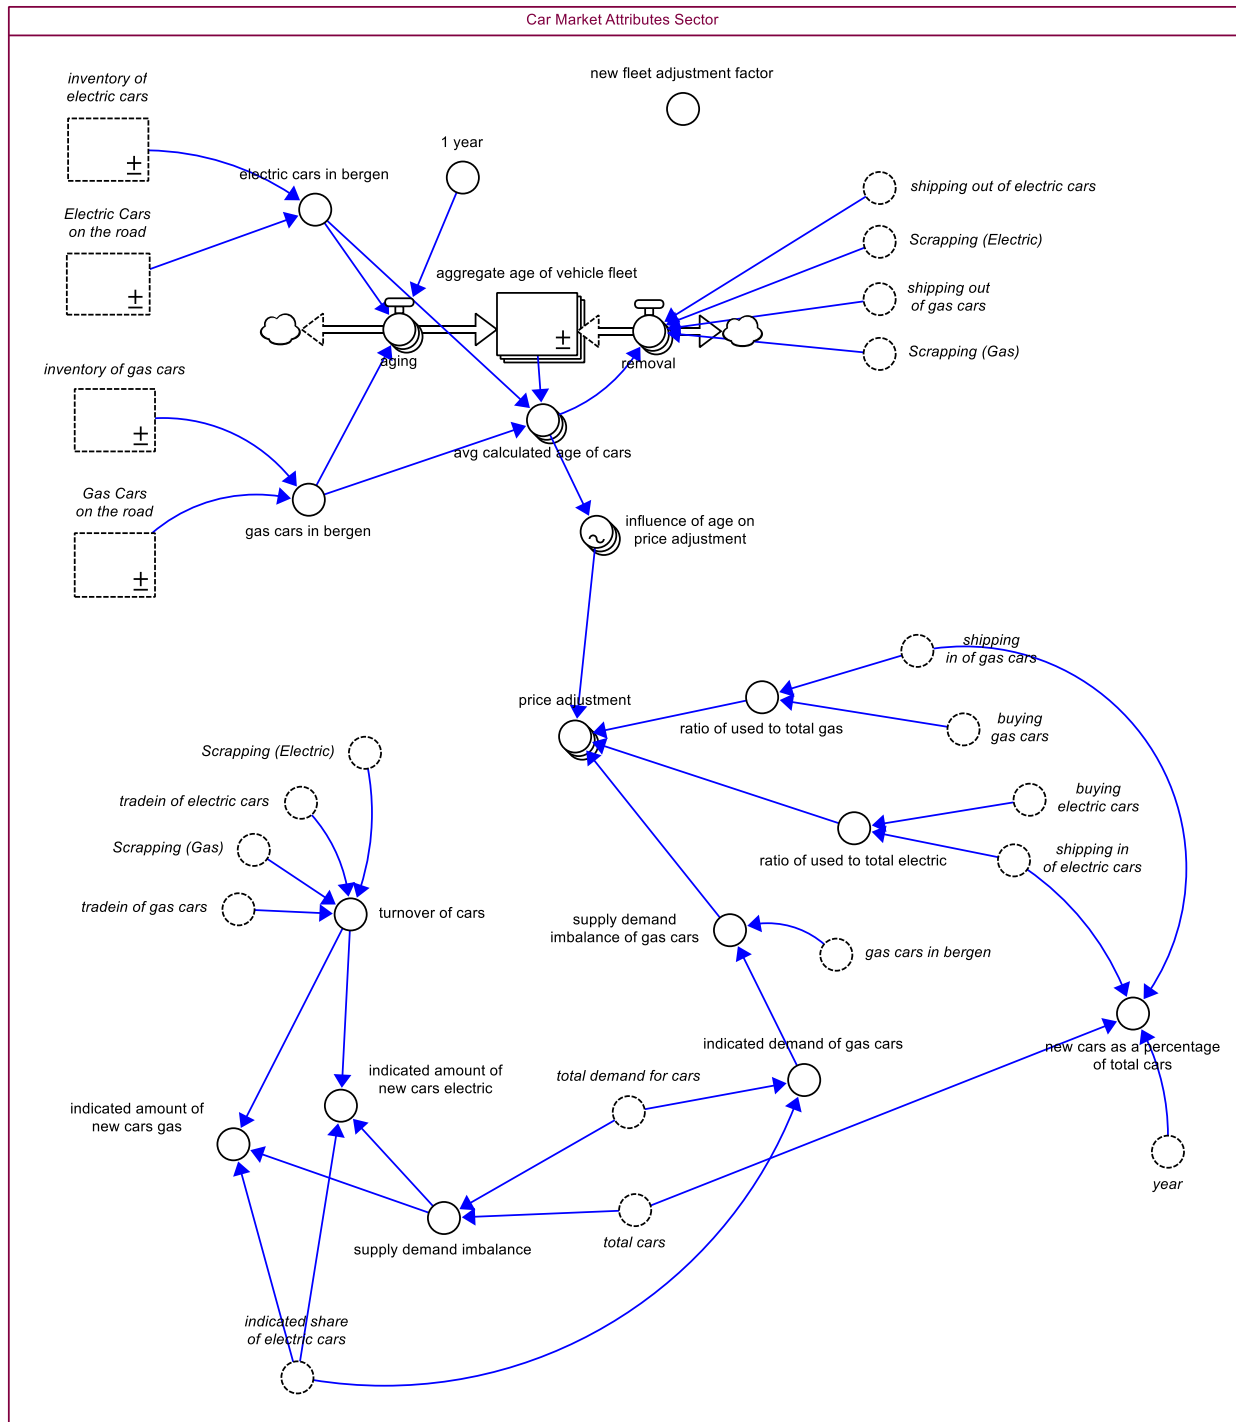 Car Market Attributes Sector
inventory of
electric cars
new fleet adjustment factor
1 year
electric cars in bergen
shipping out of electric cars
Electric Cars
on the road
Scrapping (Electric)
aggregate age of vehicle fleet
shipping out
of gas cars
aging
removal
Scrapping (Gas)
inventory of gas cars
avg calculated age of cars
Gas Cars
on the road
gas cars in bergen
influence of age on
price adjustment
shipping
in of gas cars
price adjustment
ratio of used to total gas
buying
gas cars
Scrapping (Electric)
tradein of electric cars
buying
electric cars
Scrapping (Gas)
ratio of used to total electric
shipping in
of electric cars
tradein of gas cars
turnover of cars
supply demand
imbalance of gas cars
gas cars in bergen
indicated demand of gas cars
new cars as a percentage
of total cars
indicated amount of
new cars electric
total demand for cars
indicated amount of
new cars gas
year
supply demand imbalance
total cars
indicated share
of electric cars